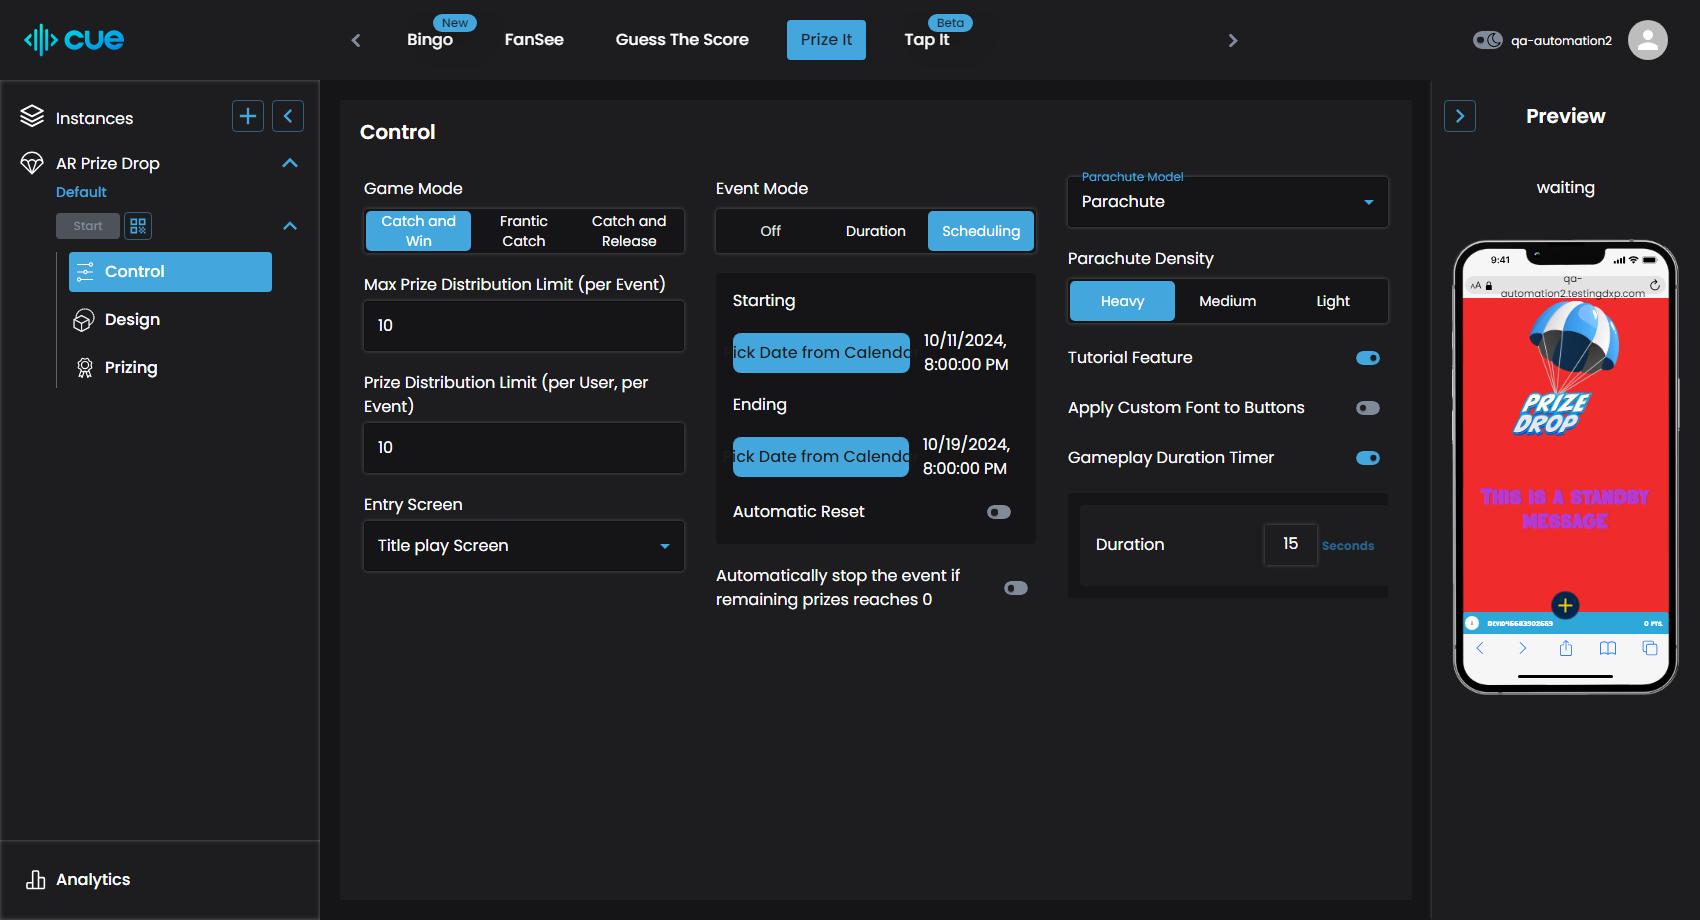 cue
New
Bingo
FanSee
Guess The Score
Prize It
Beta
Tap It
qa-automation2
Instances
AR Prize Drop
Default
Start
Control
Design
Prizing
Analytics
Control
Game Mode
Catch and
Win
Frantic
Catch
Catch and
Release
Max Prize Distribution Limit (per Event)
10
Prize Distribution Limit (per User, per
Event)
10
Entry Screen
Title play Screen
Event Mode
Off
Duration
Scheduling
Starting
ick Date from Calendar
10/11/2024,
8:00:00 PM
Ending
ick Date from Calendar
10/19/2024,
8:00:00 PM
Automatic Reset
Automatically stop the event if
remaining prizes reaches 0
Parachute Model
Parachute
Parachute Density
Heavy
Medium
Light
Tutorial Feature
Apply Custom Font to Buttons
Gameplay Duration Timer
Duration
15
Seconds
Preview
waiting
9:41
AA
qa-
automation2.testingdxp.com
PRIZE
DROP
This is a standby
message
0 PTS.